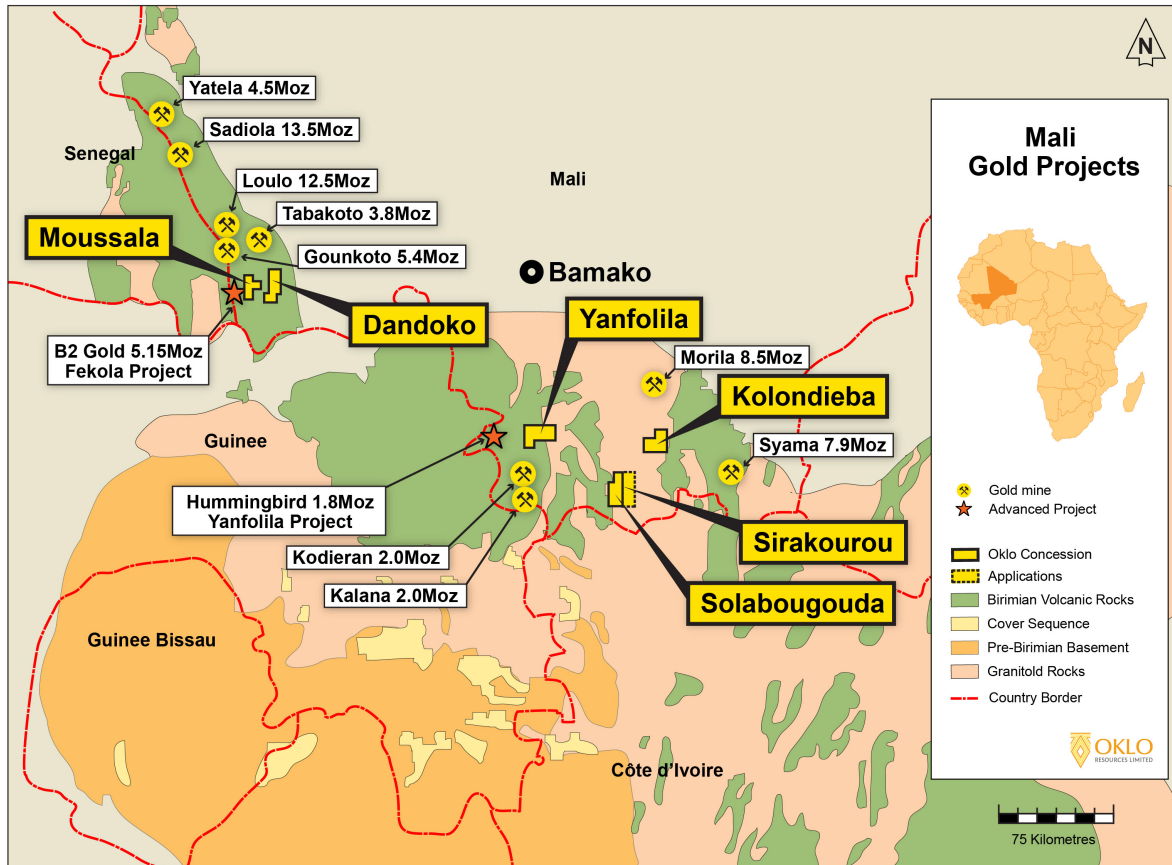 N
Yatela 4.5Moz
Sadiola 13.5Moz
Senegal
Loulo 12.5Moz
Mali
Tabakoto 3.8Moz
Moussala
Gounkoto 5.4Moz
Bamako
Dandoko
Yanfolila
B2 Gold 5.15Moz
Fekola Project
Morila 8.5Moz
Kolondieba
Guinee
Syama 7.9Moz
Hummingbird 1.8Moz
Yanfolila Project
Sirakourou
Kodieran 2.0Moz
Kalana 2.0Moz
Solabougouda
Guinee Bissau
Côte d'Ivoire
Mali
Gold Projects
Gold mine
Advanced Project
Oklo Concession
Applications
Birimian Volcanic Rocks
Cover Sequence
Pre-Birimian Basement
Granitold Rocks
Country Border
OKLO
RESOURCES LIMITED
75 Kilometres